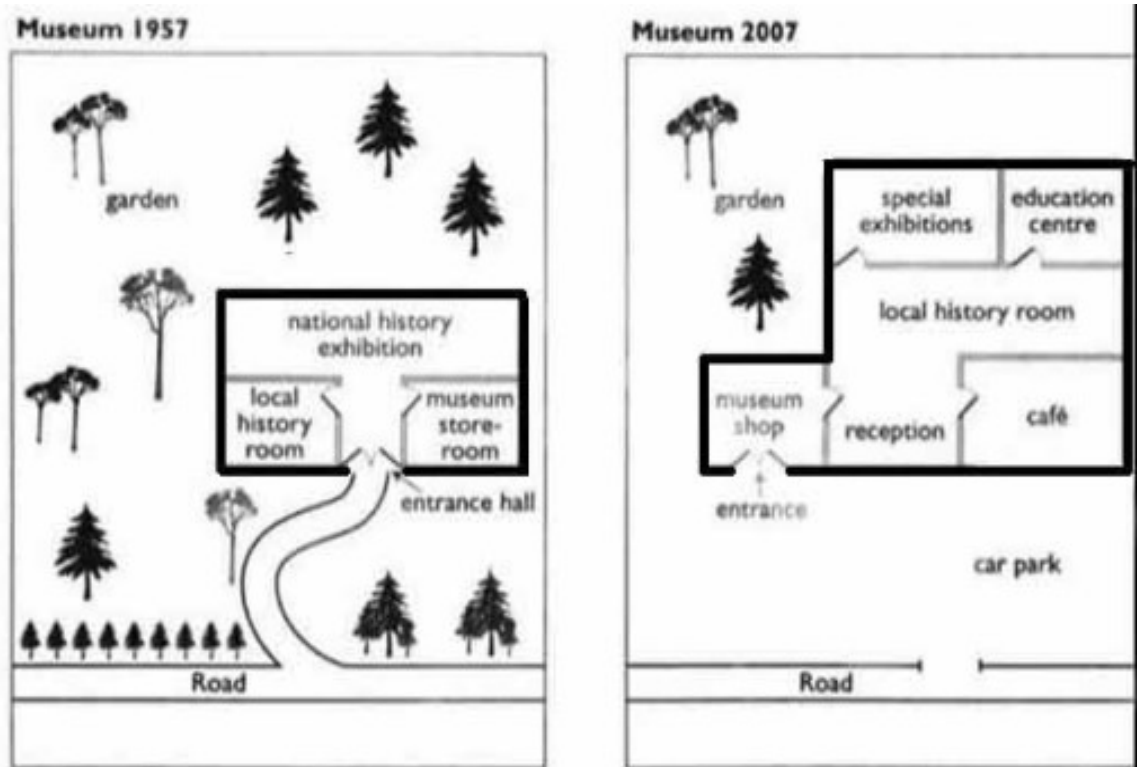 Museum 1957
garden
national history
exhibition
local
history
room
museum
store-
room
entrance hall
Road
Museum 2007
garden
special
exhibitions
education
centre
local history room
museum
shop
reception
café
entrance
car park
Road